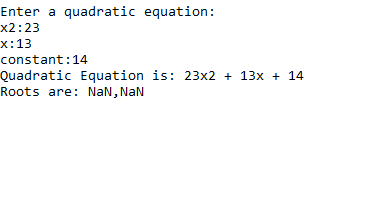 Enter a quadratic equation:
x2:23
x:13
constant:14
Quadratic Equation is: 23x2 + 13x + 14
Roots are: NaN,NaN